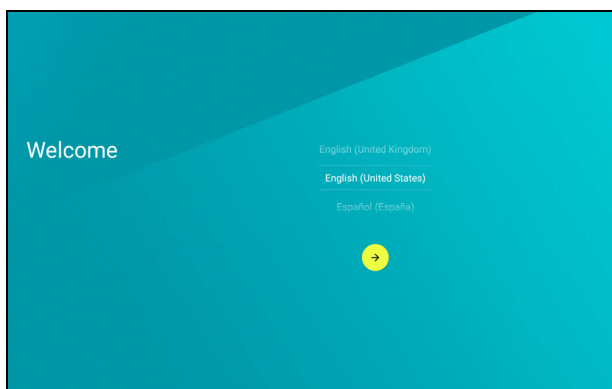 Welcome
English (United Kingdom)
English (United States)
Español (España)